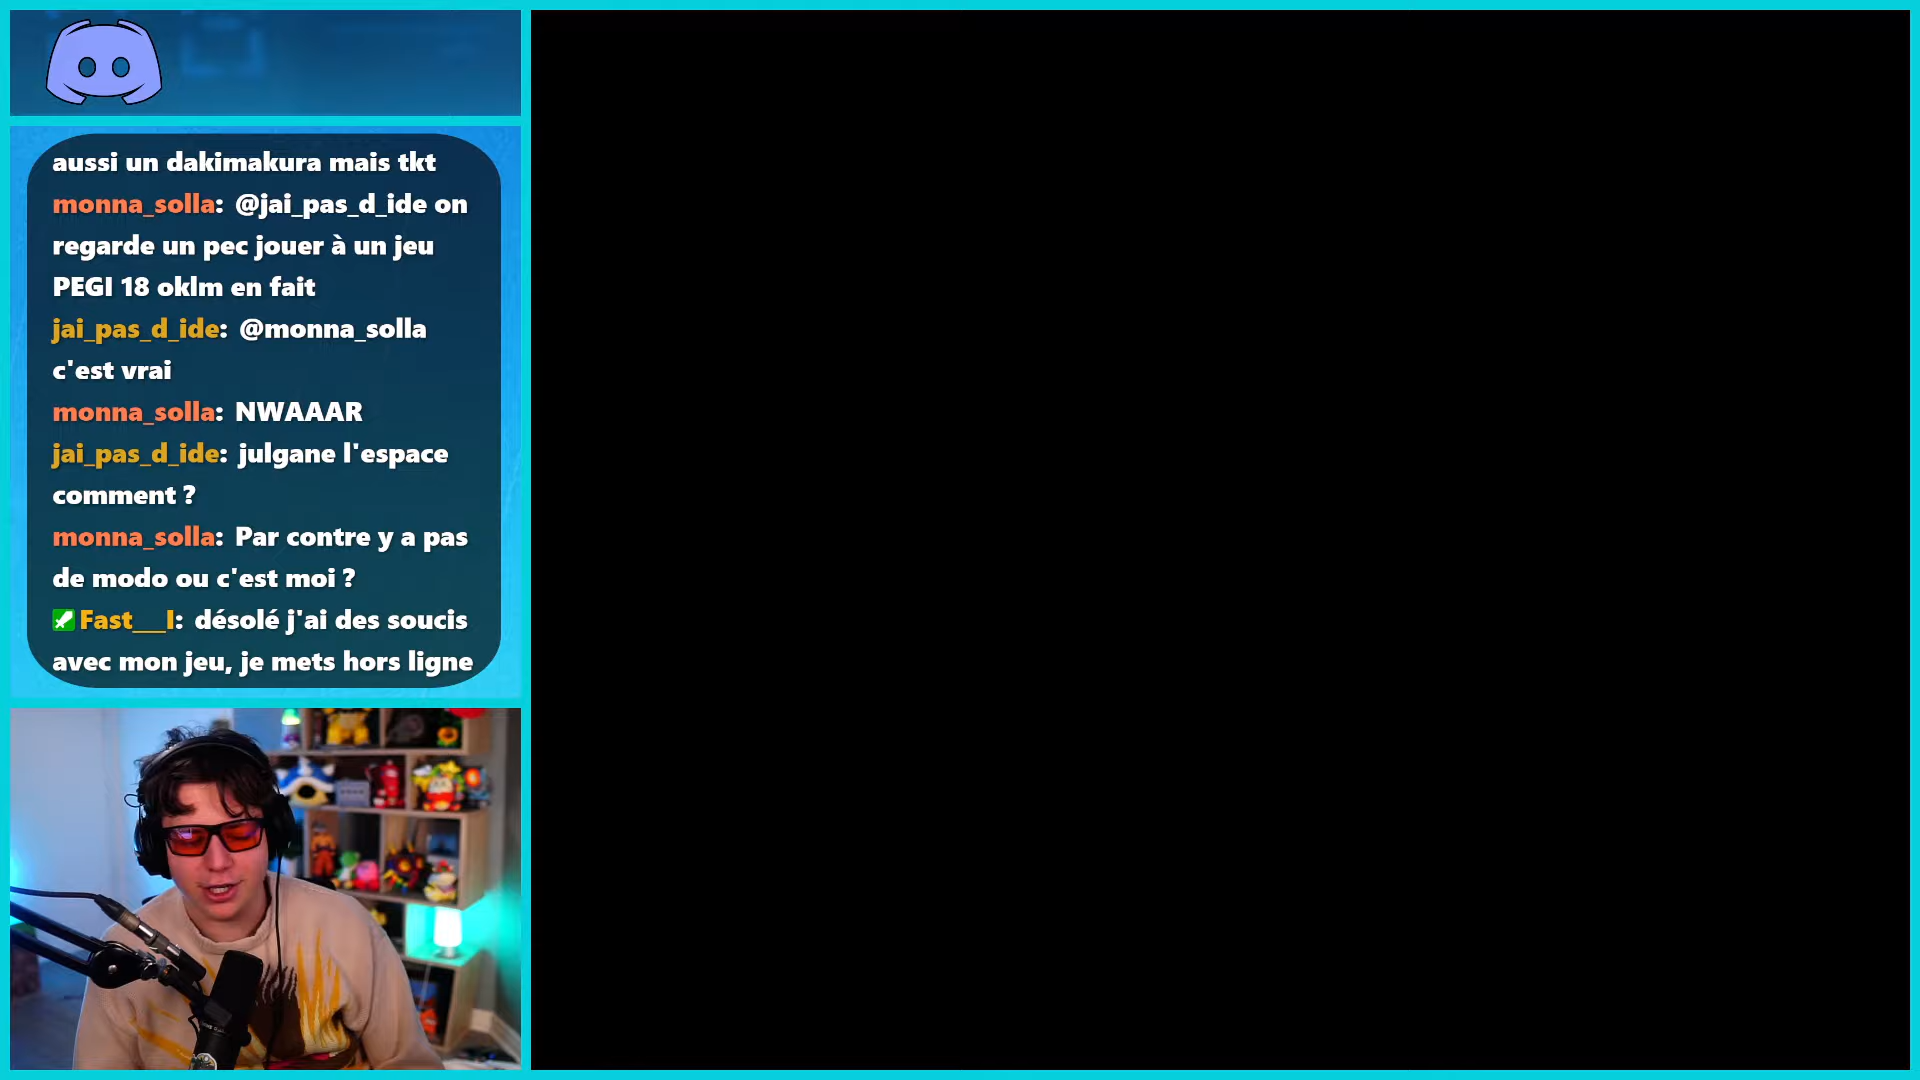 aussi un dakimakura mais tkt
monna_solla: @jai_pas_d_ide on
regarde un pec jouer à un jeu
PEGI 18 oklm en fait
jai_pas_d_ide: @monna_solla
c'est vrai
monna_solla: NWAAAR
jai_pas_d_ide: julgane l'espace
comment ?
monna_solla: Par contre y a pas
de modo ou c'est moi ?
Fast___I: désolé j'ai des soucis
avec mon jeu, je mets hors ligne